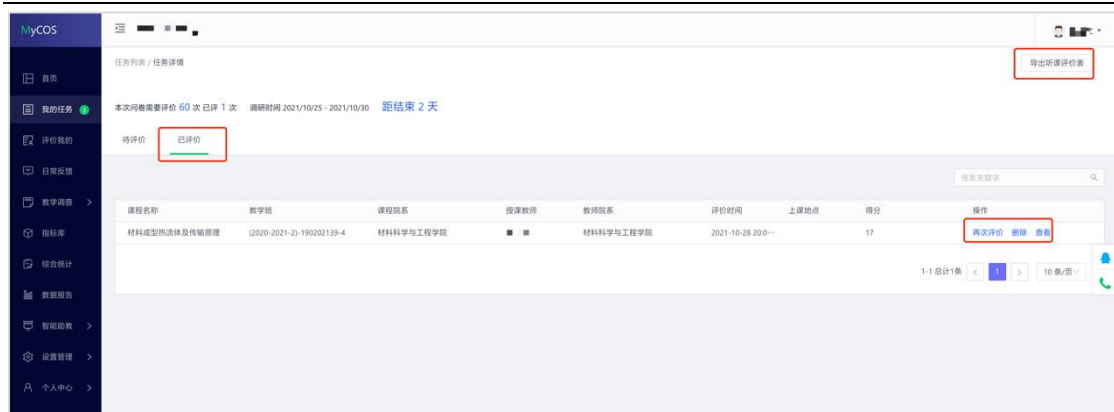 MyCOS
首页
我的任务
评价我的
日常反馈
教学调查
指标库
综合统计
数据报告
智能助教
设置管理
个人中心
任务列表 / 任务详情
导出听课评价表
本次问卷需要评价 60 次 已评 1 次 调研时间 2021/10/25 - 2021/10/30 距结束 2 天
待评价 已评价
搜索关键字
课程名称 教学班 课程院系 授课教师 教师院系 评价时间 上课地点 得分 操作
材料成型热流体及传输原理 (2020-2021-2)-190202139-4 材料科学与工程学院 材料科学与工程学院 2021-10-28 20:0… 17 再次评价 删除 查看
1-1 总计1条 < 1 > 10 条/页